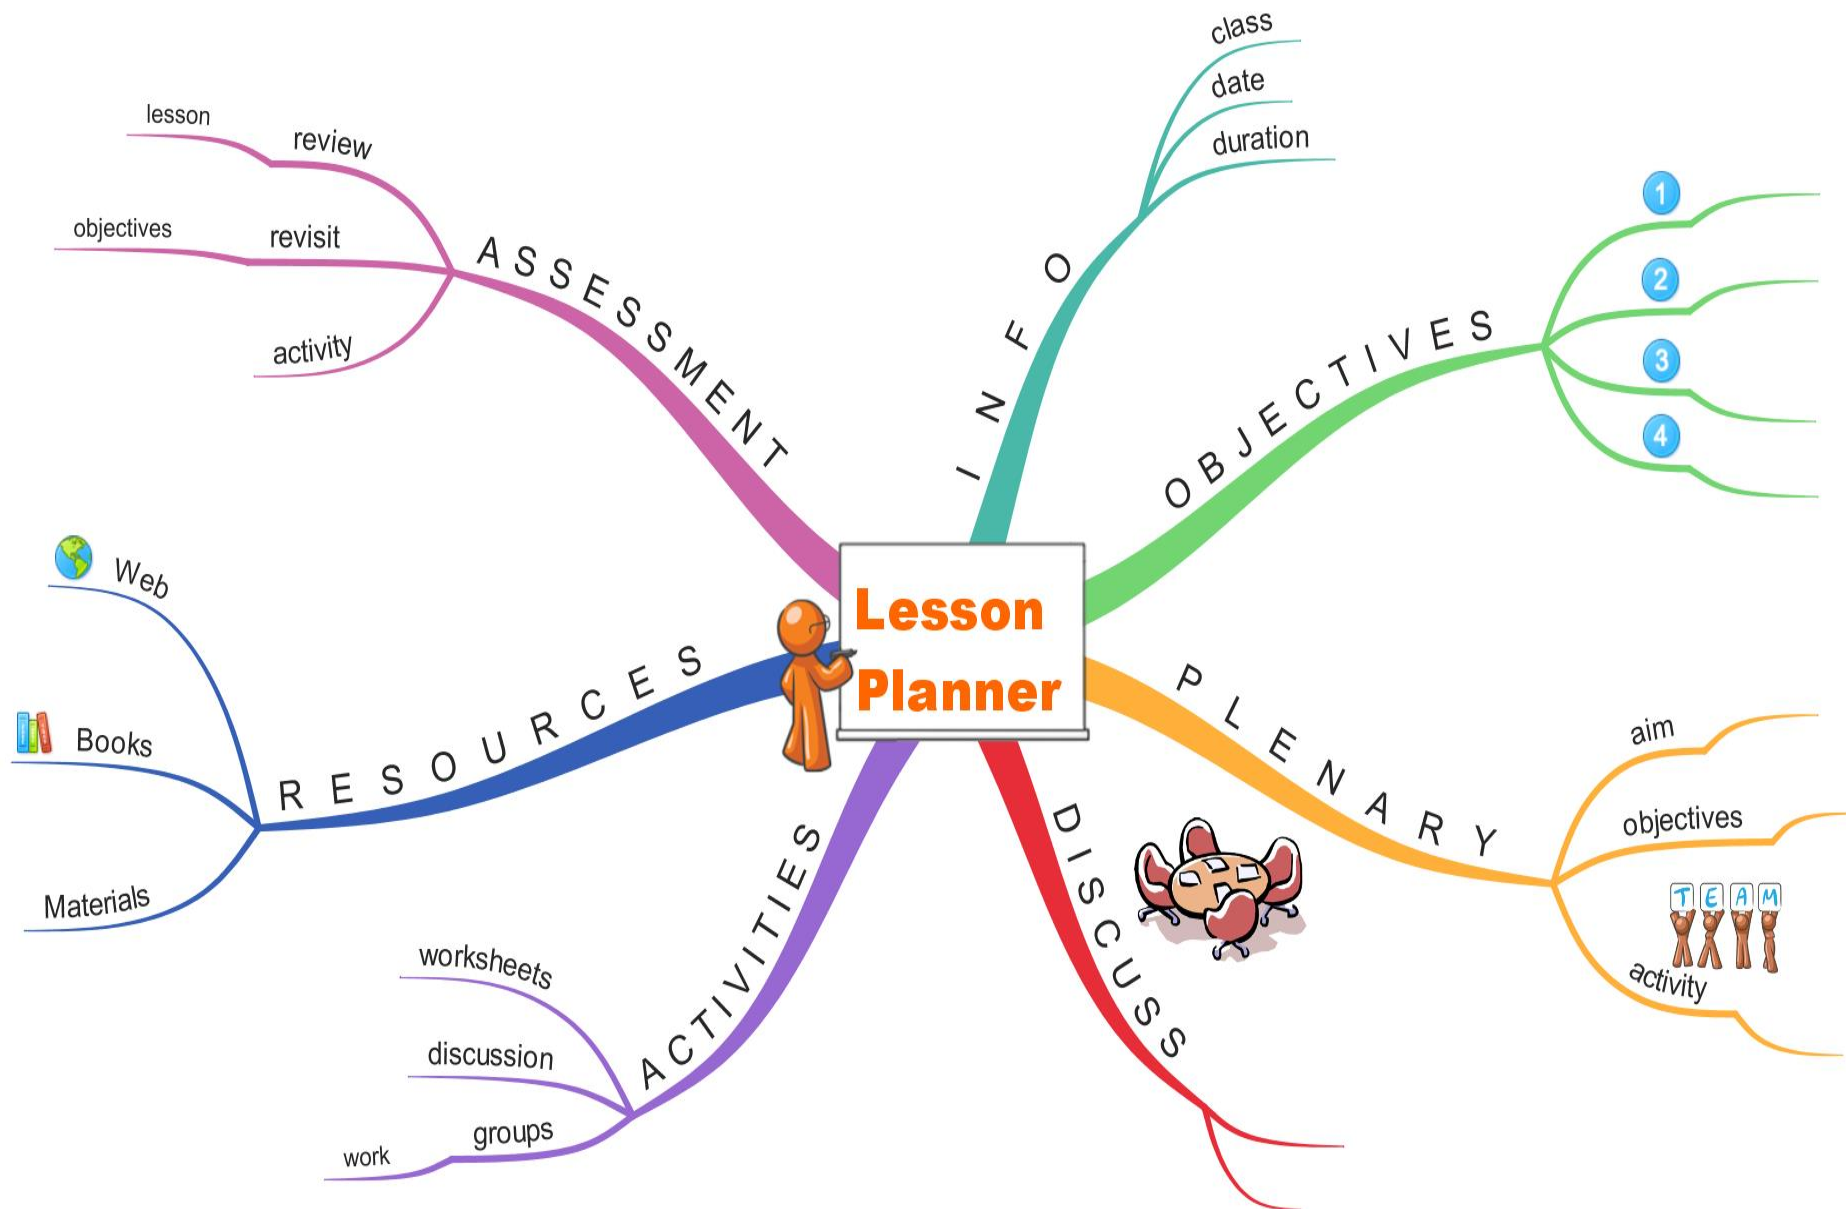 Lesson
Planner
INFO
class
date
duration
OBJECTIVES
1
2
3
4
PLENARY
aim
objectives
TEAM
activity
DISCUSS
ACTIVITIES
worksheets
discussion
groups
work
RESOURCES
Web
Books
Materials
ASSESSMENT
review
lesson
revisit
objectives
activity